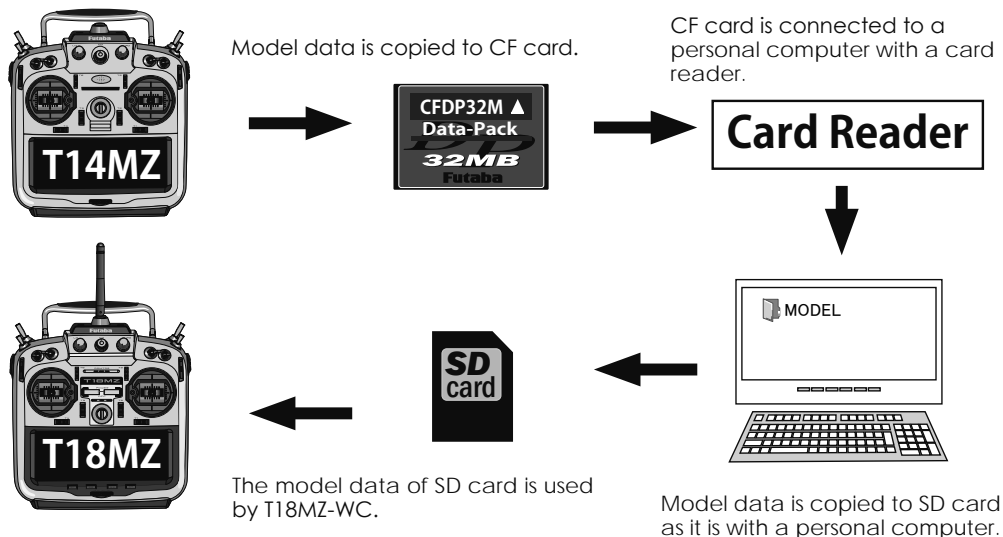 Model data is copied to CF card.
CF card is connected to a
personal computer with a card
reader.
T14MZ
CFDP32M ▲
Data-Pack
DP
32MB
Futaba
Card Reader
MODEL
Futaba
T18MZ
T18MZ
SD
card
The model data of SD card is used
by T18MZ-WC.
Model data is copied to SD card
as it is with a personal computer.